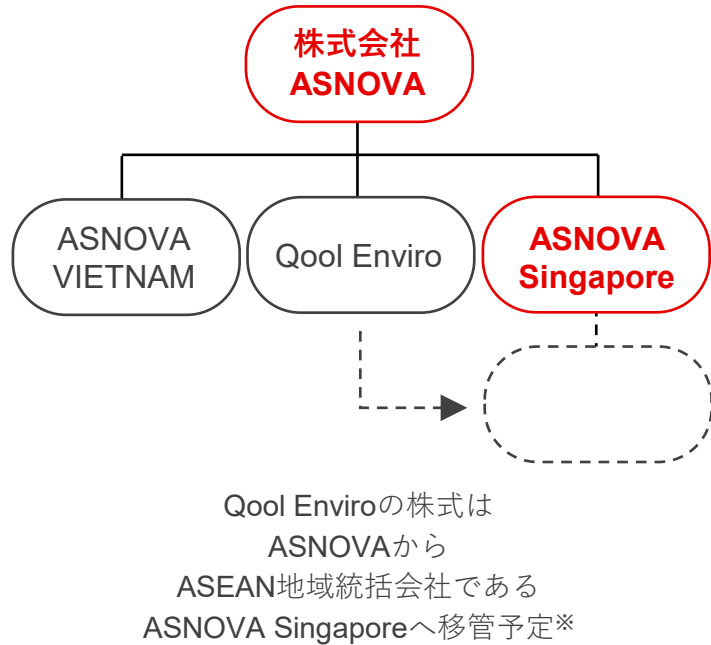 株式会社
ASNOVA
ASNOVA
VIETNAM
Qool Enviro
ASNOVA
Singapore
Qool Enviroの株式は
ASNOVAから
ASEAN地域統括会社である
ASNOVA Singaporeへ移管予定※